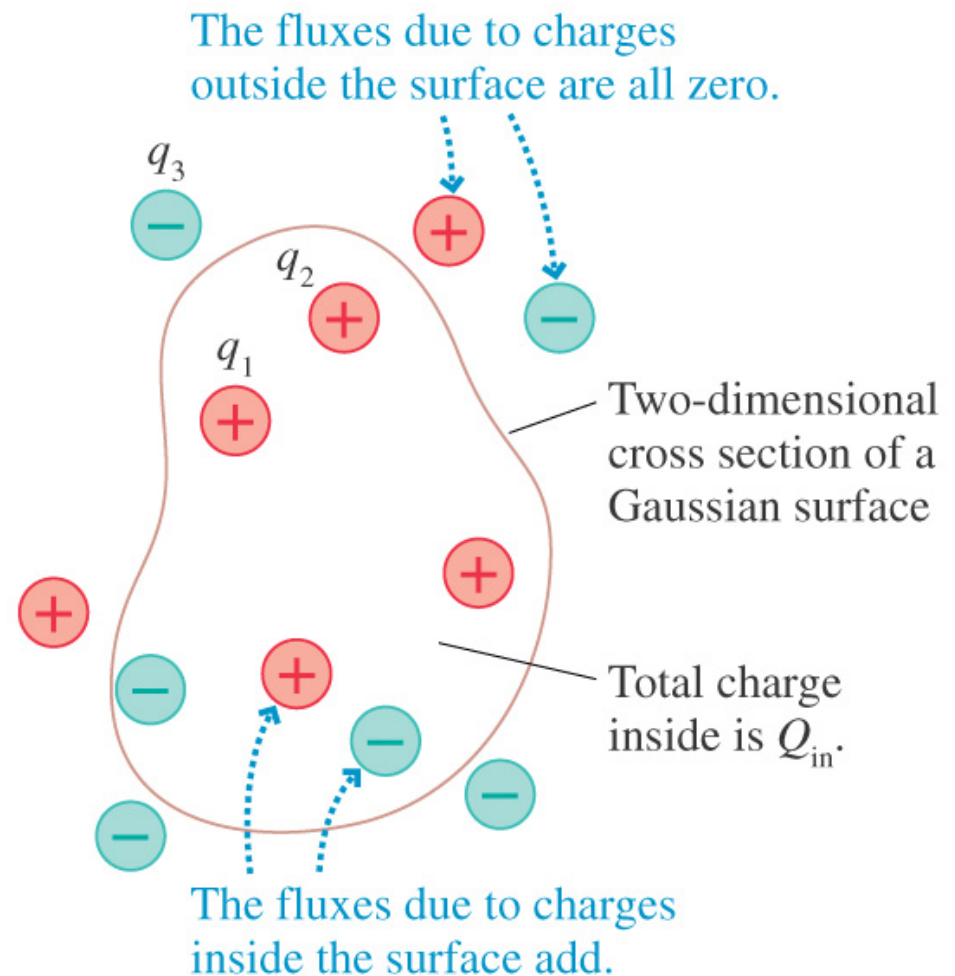 The fluxes due to charges
outside the surface are all zero.
q₃
−
+
q₂
+
−
q₁
+
Two-dimensional
cross section of a
Gaussian surface
+
+
+
−
Total charge
inside is Q_in.
−
−
−
The fluxes due to charges
inside the surface add.